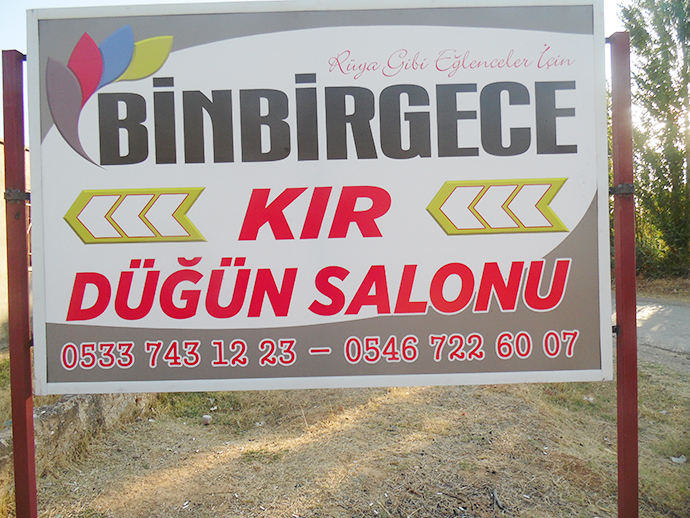 Rüya Gibi Eğlenceler İçin
BİNBİRGECE
KIR
DÜĞÜN SALONU
0533 743 12 23 – 0546 722 60 07